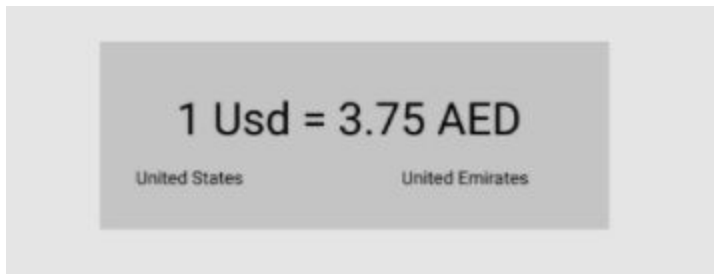 1 Usd = 3.75 AED
United States United Emirates